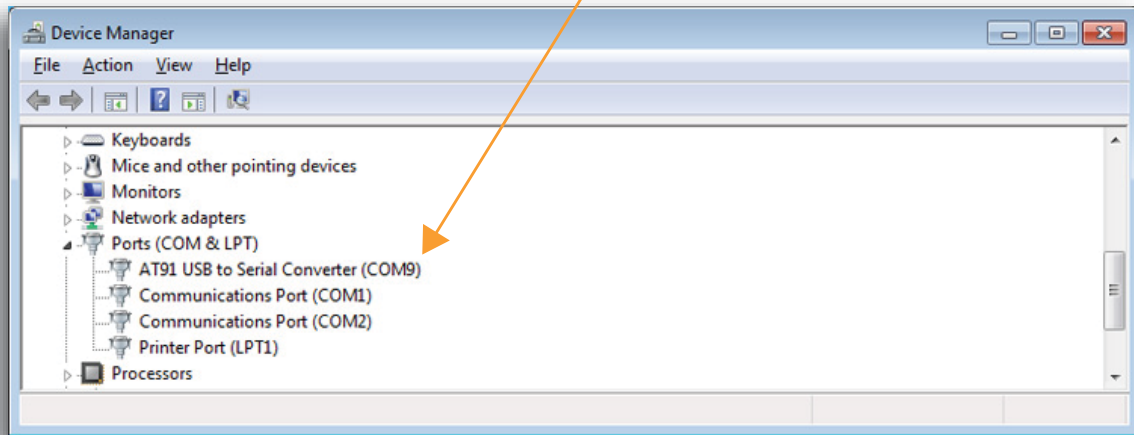 Device Manager
File Action View Help
Keyboards
Mice and other pointing devices
Monitors
Network adapters
Ports (COM & LPT)
AT91 USB to Serial Converter (COM9)
Communications Port (COM1)
Communications Port (COM2)
Printer Port (LPT1)
Processors